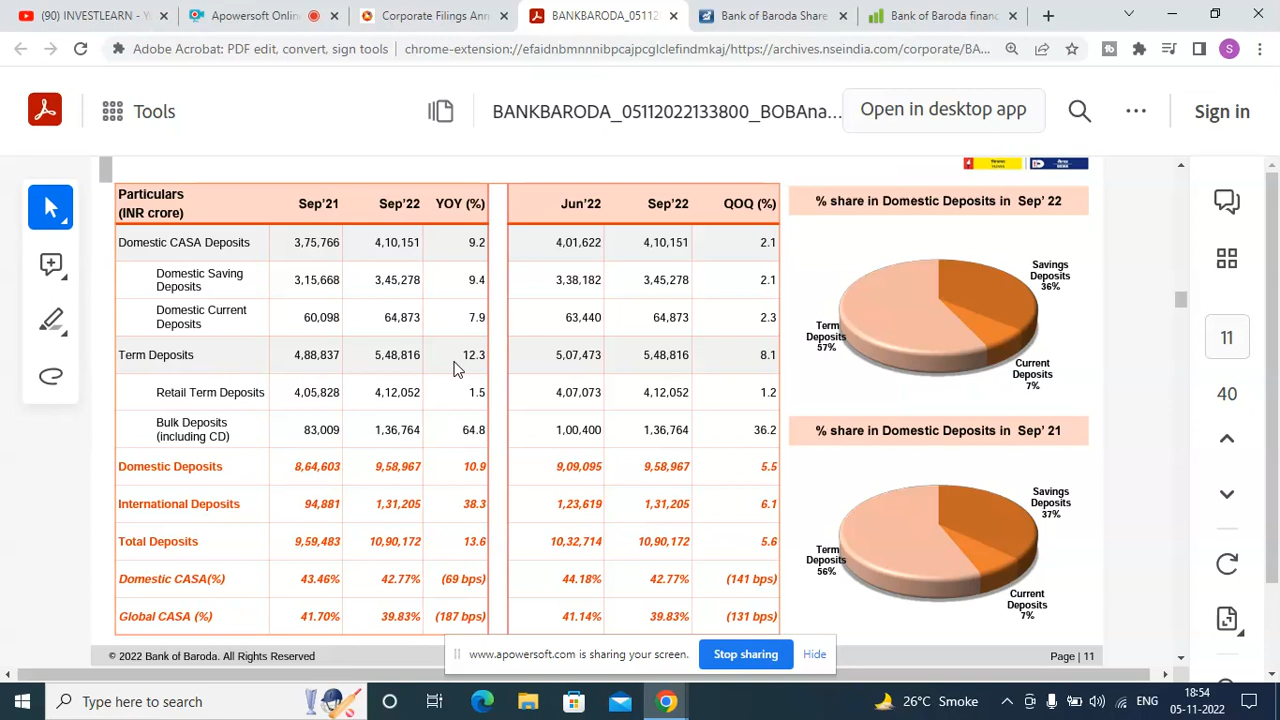 (90) INVESTLEARN - Y
Apowersoft Onlin
Corporate Filings Ann
BANKBARODA_05112
Bank of Baroda Share
Bank of Baroda financ
Adobe Acrobat: PDF edit, convert, sign tools
chrome-extension://efaidnbmnnnibpcajpcglclefindmkaj/https://archives.nseindia.com/corporate/BA...
S
Tools
BANKBARODA_05112022133800_BOBAna...
Open in desktop app
Sign in
Particulars (INR crore) Sep'21 Sep'22 YOY (%) Jun'22 Sep'22 QOQ (%)
Domestic CASA Deposits 3,75,766 4,10,151 9.2 4,01,622 4,10,151 2.1
Domestic Saving Deposits 3,15,668 3,45,278 9.4 3,38,182 3,45,278 2.1
Domestic Current Deposits 60,098 64,873 7.9 63,440 64,873 2.3
Term Deposits 4,88,837 5,48,816 12.3 5,07,473 5,48,816 8.1
Retail Term Deposits 4,05,828 4,12,052 1.5 4,07,073 4,12,052 1.2
Bulk Deposits (including CD) 83,009 1,36,764 64.8 1,00,400 1,36,764 36.2
Domestic Deposits 8,64,603 9,58,967 10.9 9,09,095 9,58,967 5.5
International Deposits 94,881 1,31,205 38.3 1,23,619 1,31,205 6.1
Total Deposits 9,59,483 10,90,172 13.6 10,32,714 10,90,172 5.6
Domestic CASA(%) 43.46% 42.77% (69 bps) 44.18% 42.77% (141 bps)
Global CASA (%) 41.70% 39.83% (187 bps) 41.14% 39.83% (131 bps)
% share in Domestic Deposits in Sep' 22
Savings
Deposits
36%
Term
Deposits
57%
Current
Deposits
7%
% share in Domestic Deposits in Sep' 21
Savings
Deposits
37%
Term
Deposits
56%
Current
Deposits
7%
11
40
© 2022 Bank of Baroda. All Rights Reserved
Page | 11
www.apowersoft.com is sharing your screen.
Stop sharing
Hide
Type here to search
26°C Smoke
ENG
18:54
05-11-2022